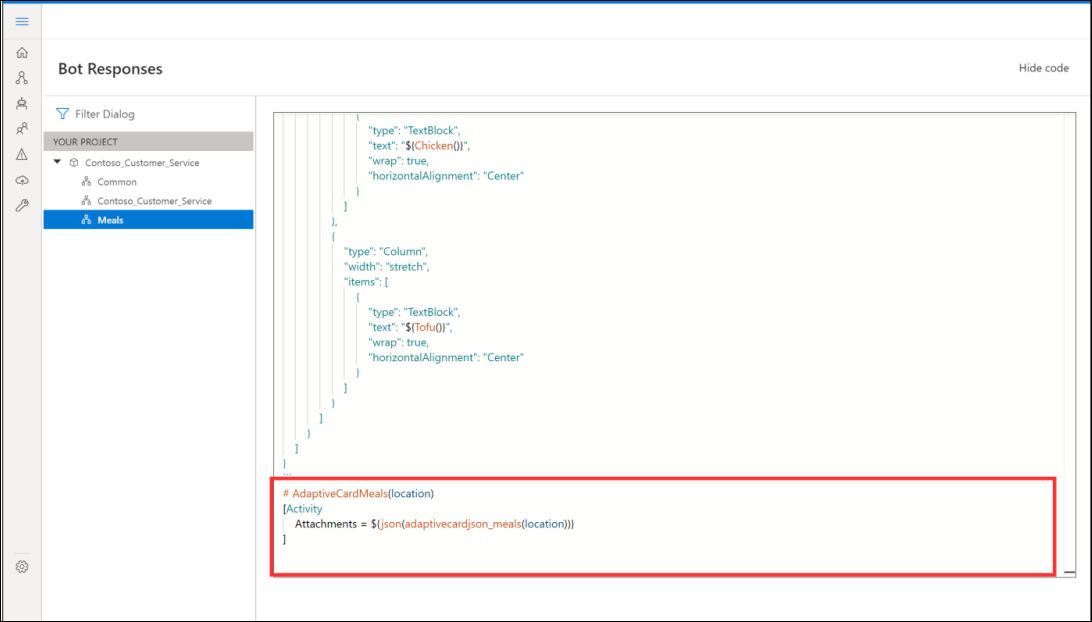 Bot Responses
Hide code
Filter Dialog
YOUR PROJECT
Contoso_Customer_Service
Common
Contoso_Customer_Service
Meals
{
"type": "TextBlock",
"text": "${Chicken()}",
"wrap": true,
"horizontalAlignment": "Center"
}
]
},
{
"type": "Column",
"width": "stretch",
"items": [
{
"type": "TextBlock",
"text": "${Tofu()}",
"wrap": true,
"horizontalAlignment": "Center"
}
]
}
]
}
]
}
```
# AdaptiveCardMeals(location)
[Activity
Attachments = ${json(adaptivecardjson_meals(location))}
]